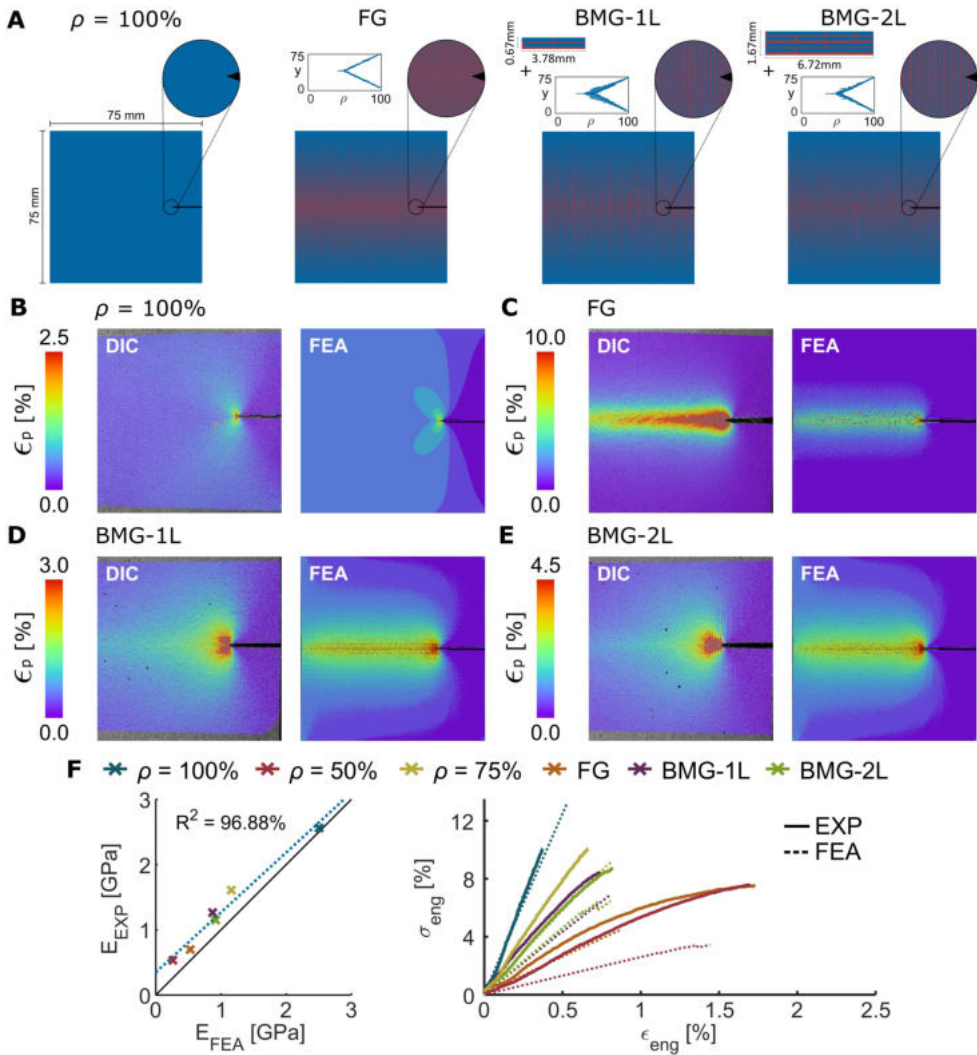 A ρ = 100% FG BMG-1L BMG-2L
75 mm
75 mm
75
y
0
0 ρ 100
0.67mm
3.78mm
+
75
y
0
0 ρ 100
1.67mm
6.72mm
+
75
y
0
0 ρ 100
B ρ = 100%
2.5
ϵp [%]
0.0
DIC
FEA
C FG
10.0
ϵp [%]
0.0
DIC
FEA
D BMG-1L
3.0
ϵp [%]
0.0
DIC
FEA
E BMG-2L
4.5
ϵp [%]
0.0
DIC
FEA
F ρ = 100% ρ = 50% ρ = 75% FG BMG-1L BMG-2L
R² = 96.88%
E_EXP [GPa]
3
2
1
0
0 1 2 3
E_FEA [GPa]
σ_eng [%]
12
8
4
0
0 0.5 1 1.5 2 2.5
ϵ_eng [%]
EXP
FEA